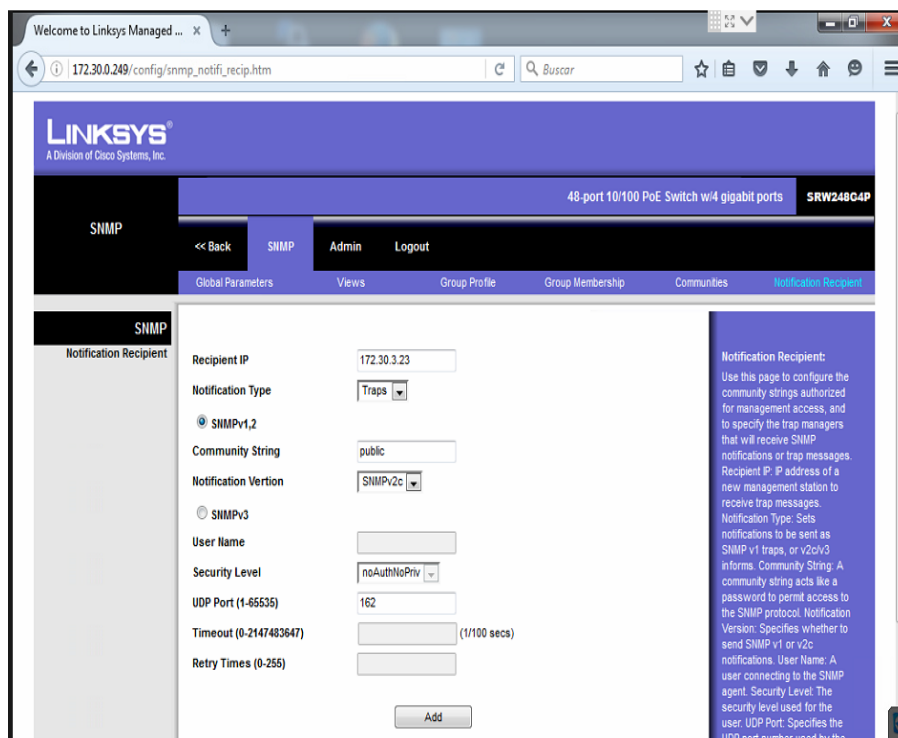 Welcome to Linksys Managed ...
172.30.0.249/config/snmp_notifi_recip.htm
Buscar
LINKSYS®
A Division of Cisco Systems, Inc.
48-port 10/100 PoE Switch w/4 gigabit ports
SRW248G4P
SNMP
<< Back
SNMP
Admin
Logout
Global Parameters
Views
Group Profile
Group Membership
Communities
Notification Recipient
SNMP
Notification Recipient
Recipient IP
172.30.3.23
Notification Type
Traps
SNMPv1,2
Community String
public
Notification Vertion
SNMPv2c
SNMPv3
User Name
Security Level
noAuthNoPriv
UDP Port (1-65535)
162
Timeout (0-2147483647)
(1/100 secs)
Retry Times (0-255)
Add
Notification Recipient:
Use this page to configure the
community strings authorized
for management access, and
to specify the trap managers
that will receive SNMP
notifications or trap messages.
Recipient IP: IP address of a
new management station to
receive trap messages.
Notification Type: Sets
notifications to be sent as
SNMP v1 traps, or v2c/v3
informs. Community String: A
community string acts like a
password to permit access to
the SNMP protocol. Notification
Version: Specifies whether to
send SNMP v1 or v2c
notifications. User Name: A
user connecting to the SNMP
agent. Security Level: The
security level used for the
user. UDP Port: Specifies the
UDP port number used by the